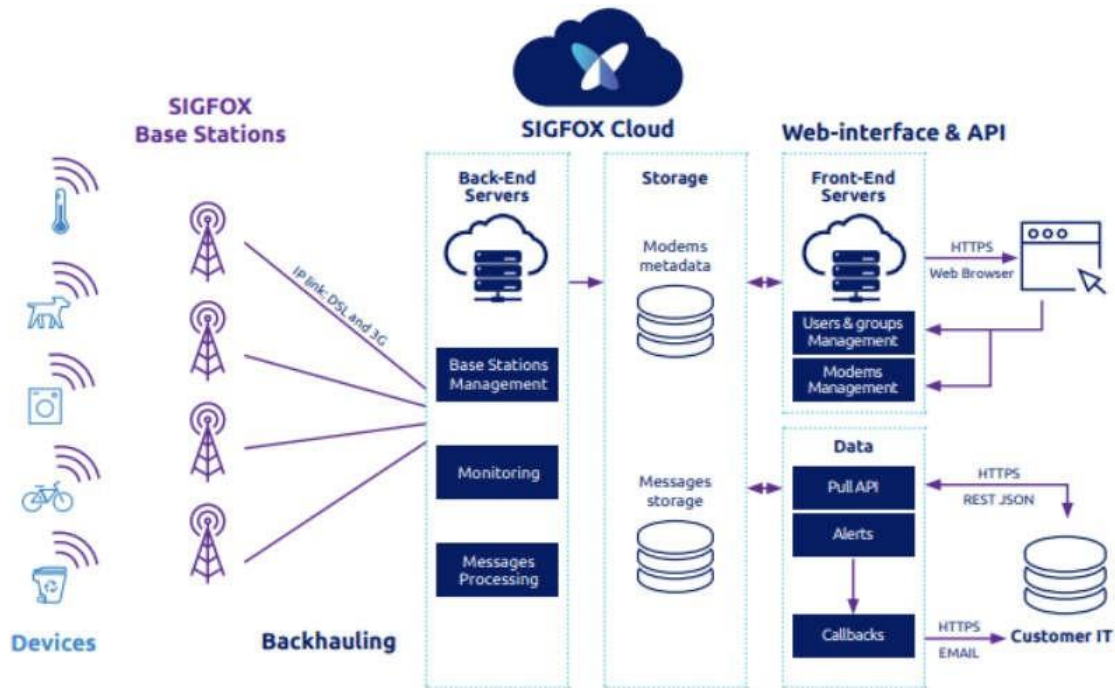 SIGFOX
Base Stations
SIGFOX Cloud
Web-interface & API
Back-End
Servers
Storage
Front-End
Servers
Modems
metadata
HTTPS
Web Browser
IP link: DSL and 3G
Users & groups
Management
Base Stations
Management
Modems
Management
Data
Monitoring
Messages
storage
Pull API
HTTPS
REST JSON
Alerts
Messages
Processing
Callbacks
HTTPS
EMAIL
Customer IT
Devices
Backhauling